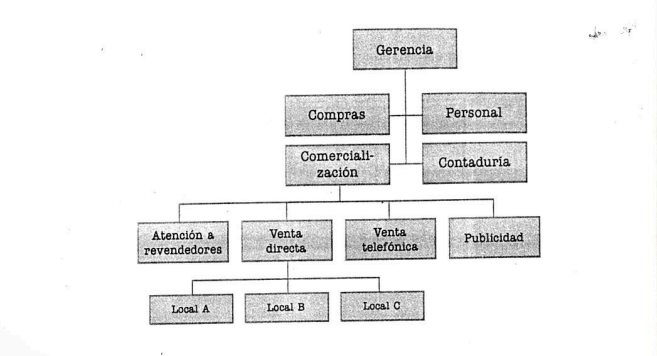 Gerencia
Compras
Personal
Comerciali-
zación
Contaduría
Atención a
revendedores
Venta
directa
Venta
telefónica
Publicidad
Local A
Local B
Local C